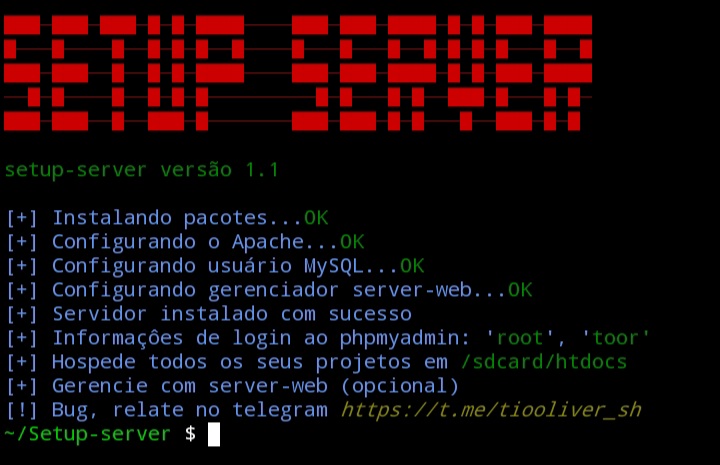 SETUP SERVER
setup-server versão 1.1
[+] Instalando pacotes...OK
[+] Configurando o Apache...OK
[+] Configurando usuário MySQL...OK
[+] Configurando gerenciador server-web...OK
[+] Servidor instalado com sucesso
[+] Informaçôes de login ao phpmyadmin: 'root', 'toor'
[+] Hospede todos os seus projetos em /sdcard/htdocs
[+] Gerencie com server-web (opcional)
[!] Bug, relate no telegram https://t.me/tiooliver_sh
~/Setup-server $